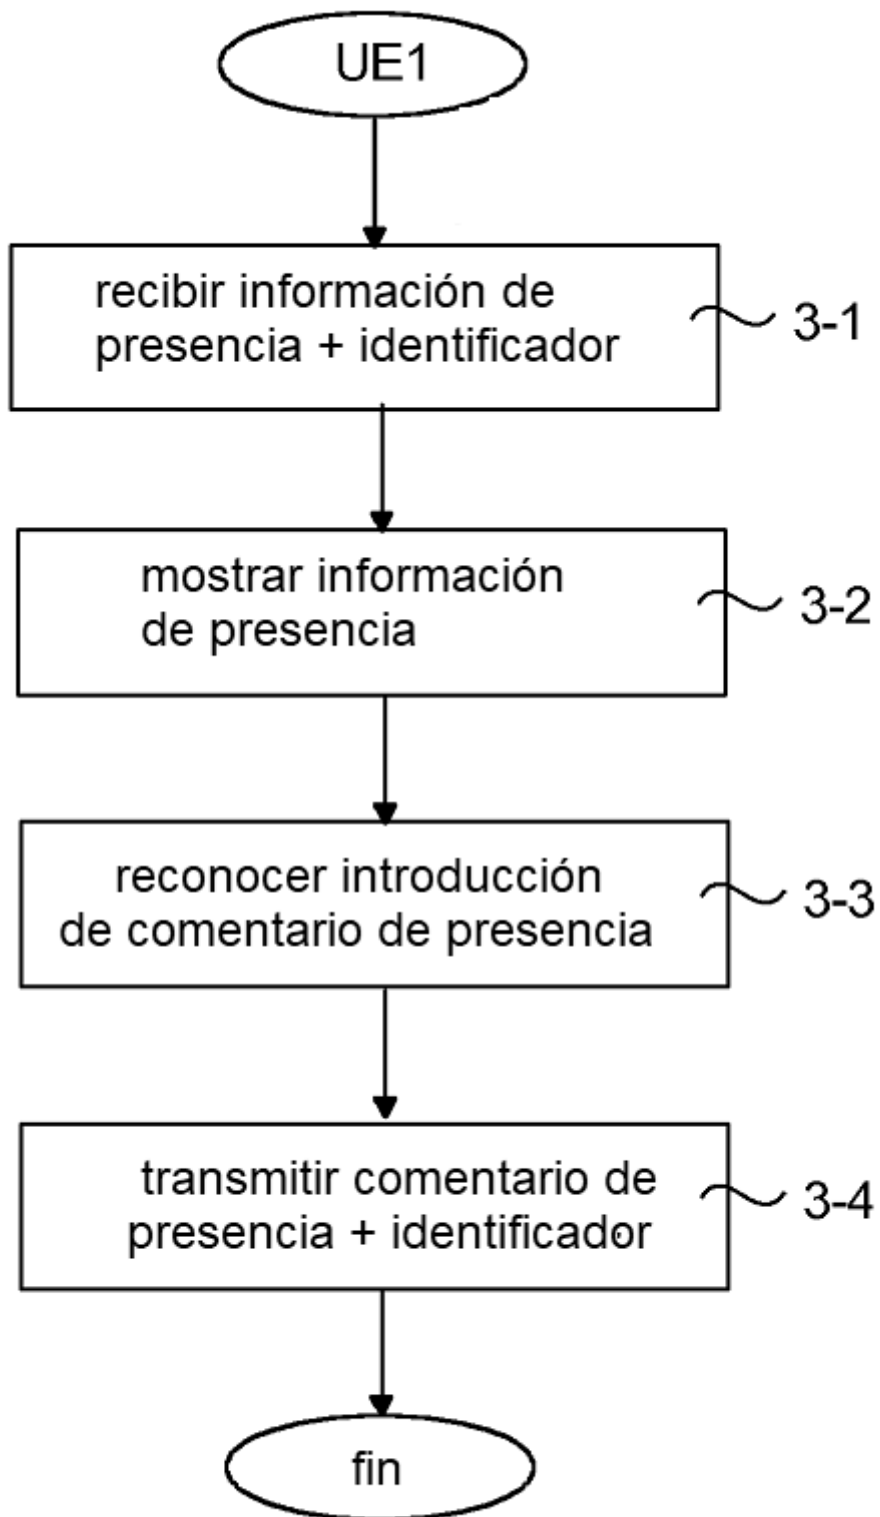 UE1
recibir información de
presencia + identificador
3-1
mostrar información
de presencia
3-2
reconocer introducción
de comentario de presencia
3-3
transmitir comentario de
presencia + identificador
3-4
fin